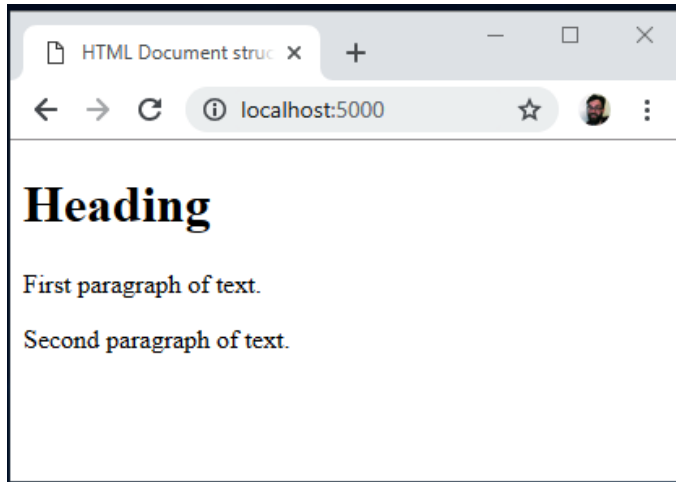 HTML Document struc
localhost:5000
Heading
First paragraph of text.
Second paragraph of text.